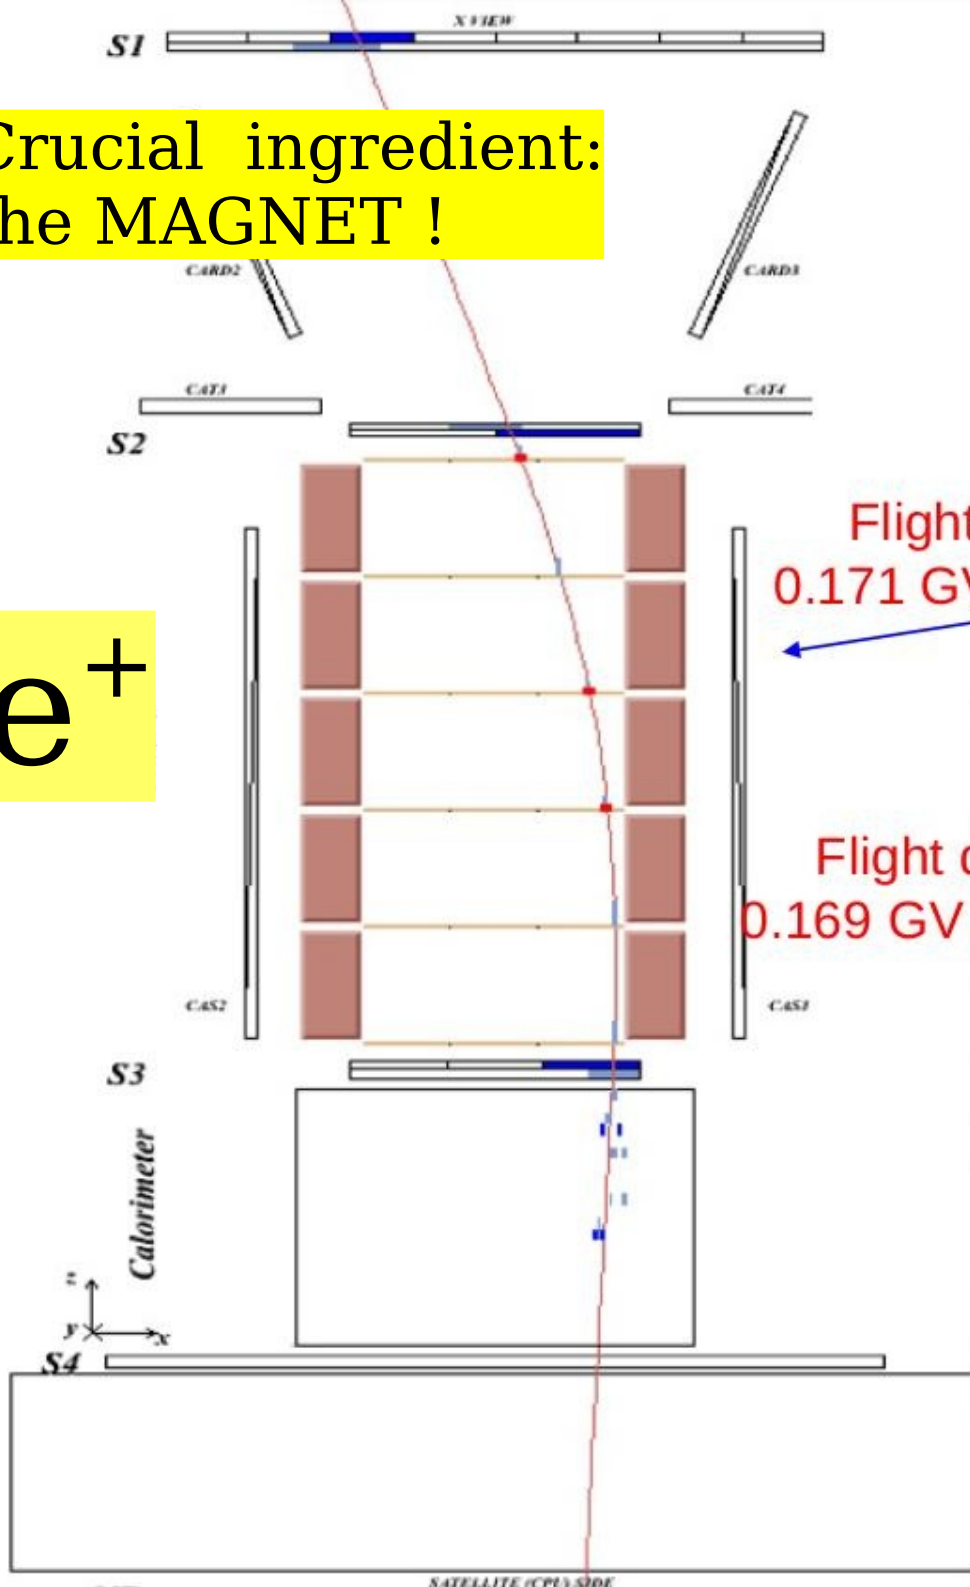 X VIEW
S1
Crucial ingredient:
he MAGNET !
CARD2
CARD3
CAT3
CAT4
S2
Flight
0.171 GV
e+
Flight
0.169 GV
CAS2
CAS1
S3
Calorimeter
z
y
x
S4
SATELLITE (CPU) SIDE